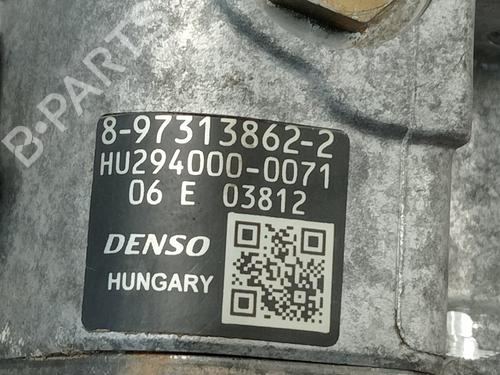 B-PARTS
8-97313862-2
HU294000-0071
06 E 03812
DENSO
HUNGARY